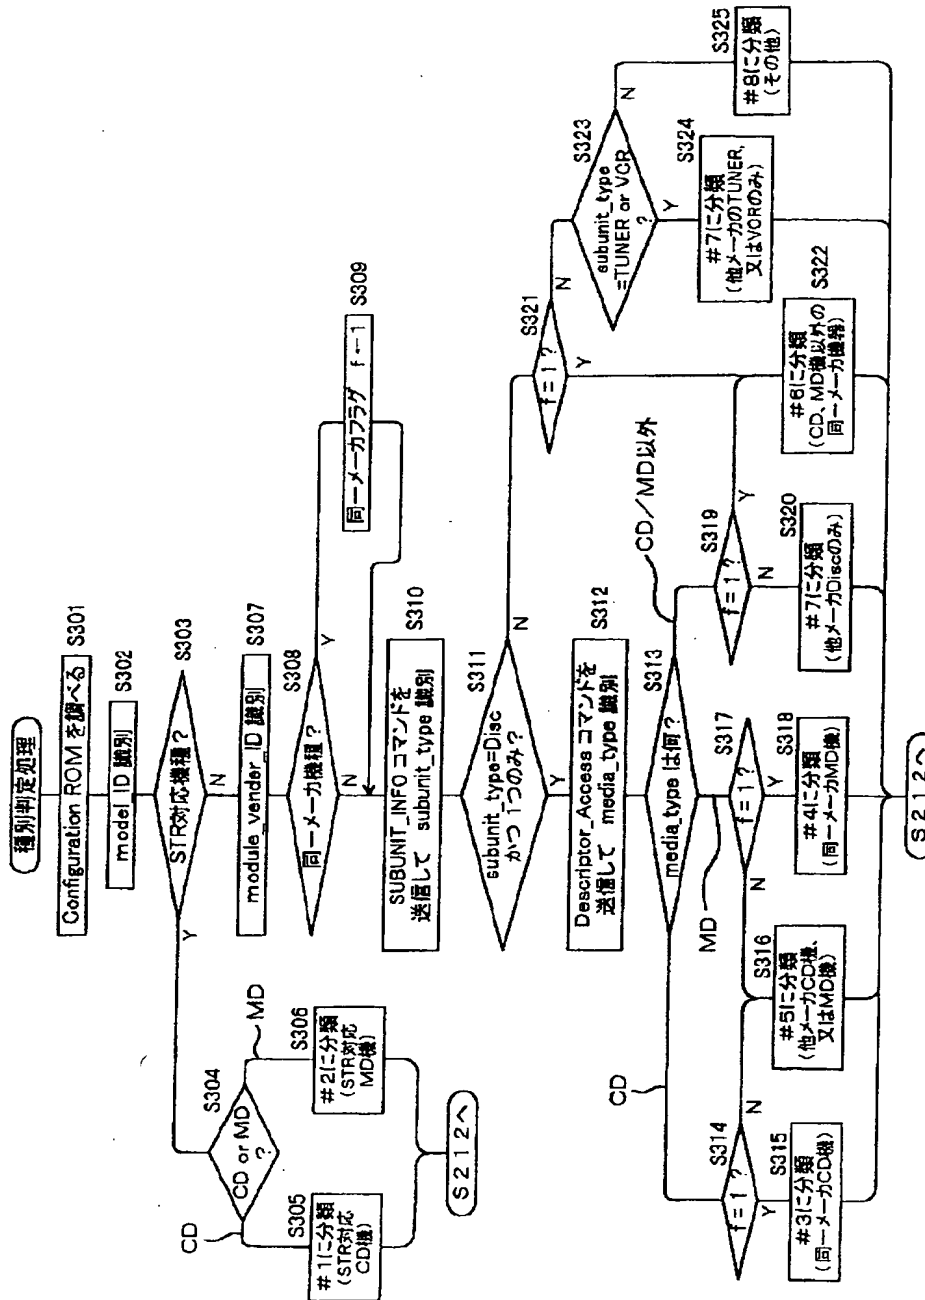 種別判定処理
Configuration ROM を調べる
S301
model ID 識別
S302
STR対応機種？
S303
Y
N
CD or MD
?
S304
CD
MD
#1に分類
(STR対応
CD機)
S305
#2に分類
(STR対応
MD機)
S306
S212へ
module_vender_ID 識別
S307
同一メーカ機種？
S308
Y
N
同一メーカフラグ f←1
S309
SUBUNIT_INFO コマンドを
送信して subunit_type 識別
S310
subunit_type=Disc
かつ 1つのみ？
S311
N
Y
Descriptor_Access コマンドを
送信して media_type 識別
S312
media_type は何？
S313
CD
MD
CD／MD以外
f=1？
S314
N
Y
#3に分類
(同一メーカCD機)
S315
#5に分類
(他メーカCD機、
又はMD機)
S316
f=1？
S317
N
Y
#4に分類
(同一メーカMD機)
S318
f=1？
S319
Y
N
#7に分類
(他メーカDiscのみ)
S320
f=1？
S321
N
Y
#6に分類
(CD、MD機以外の
同一メーカ機器)
S322
subunit_type
=TUNER or VCR
?
S323
N
Y
#7に分類
(他メーカのTUNER,
又はVCRのみ)
S324
#8に分類
(その他)
S325
S212へ